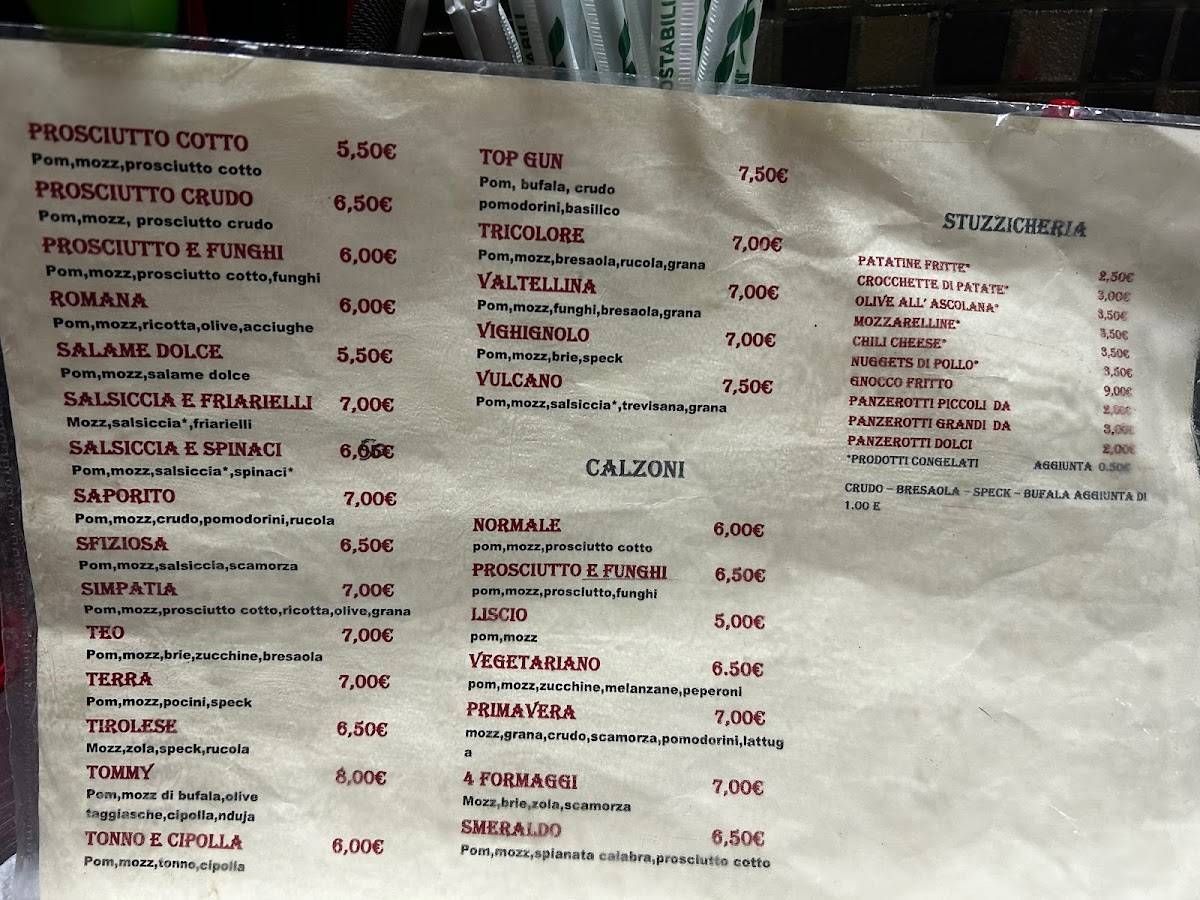 OSTABILI
PROSCIUTTO COTTO 5,50€
Pom,mozz,prosciutto cotto
PROSCIUTTO CRUDO 6,50€
Pom,mozz, prosciutto crudo
PROSCIUTTO E FUNGHI 6,00€
Pom,mozz,prosciutto cotto,funghi
ROMANA 6,00€
Pom,mozz,ricotta,olive,acciughe
SALAME DOLCE 5,50€
Pom,mozz,salame dolce
SALSICCIA E FRIARIELLI 7,00€
Mozz,salsiccia*,friarielli
SALSICCIA E SPINACI
Pom,mozz,salsiccia*,spinaci*
SAPORITO 7,00€
Pom,mozz,crudo,pomodorini,rucola
SFIZIOSA 6,50€
Pom,mozz,salsiccia,scamorza
SIMPATIA 7,00€
Pom,mozz,prosciutto cotto,ricotta,olive,grana
TEO 7,00€
Pom,mozz,brie,zucchine,bresaola
TERRA 7,00€
Pom,mozz,pocini,speck
TIROLESE 6,50€
Mozz,zola,speck,rucola
TOMMY 8,00€
Pom,mozz di bufala,olive
taggiasche,cipolla,nduja
TONNO E CIPOLLA 6,00€
Pom,mozz,tonno,cipolla
TOP GUN 7,50€
Pom, bufala, crudo
pomodorini,basilico
TRICOLORE 7,00€
Pom,mozz,bresaola,rucola,grana
VALTELLINA 7,00€
Pom,mozz,funghi,bresaola,grana
VIGHIGNOLO 7,00€
Pom,mozz,brie,speck
VULCANO 7,50€
Pom,mozz,salsiccia*,trevisana,grana
CALZONI
NORMALE 6,00€
pom,mozz,prosciutto cotto
PROSCIUTTO E FUNGHI 6,50€
pom,mozz,prosciutto,funghi
LISCIO 5,00€
pom,mozz
VEGETARIANO 6.50€
pom,mozz,zucchine,melanzane,peperoni
PRIMAVERA 7,00€
mozz,grana,crudo,scamorza,pomodorini,lattug
a
4 FORMAGGI 7,00€
Mozz,brie,zola,scamorza
SMERALDO 6,50€
Pom,mozz,spianata calabra,prosciutto cotto
STUZZICHERIA
PATATINE FRITTE* 2,50€
CROCCHETTE DI PATATE* 3,00€
OLIVE ALL' ASCOLANA* 3,50€
MOZZARELLINE* 3,50€
CHILI CHEESE* 3,50€
NUGGETS DI POLLO* 3,50€
GNOCCO FRITTO 9,00€
PANZEROTTI PICCOLI DA 2,00€
PANZEROTTI GRANDI DA 3,00€
PANZEROTTI DOLCI 2,00€
*PRODOTTI CONGELATI AGGIUNTA 0.50€
CRUDO – BRESAOLA – SPECK – BUFALA AGGIUNTA DI
1.00 E